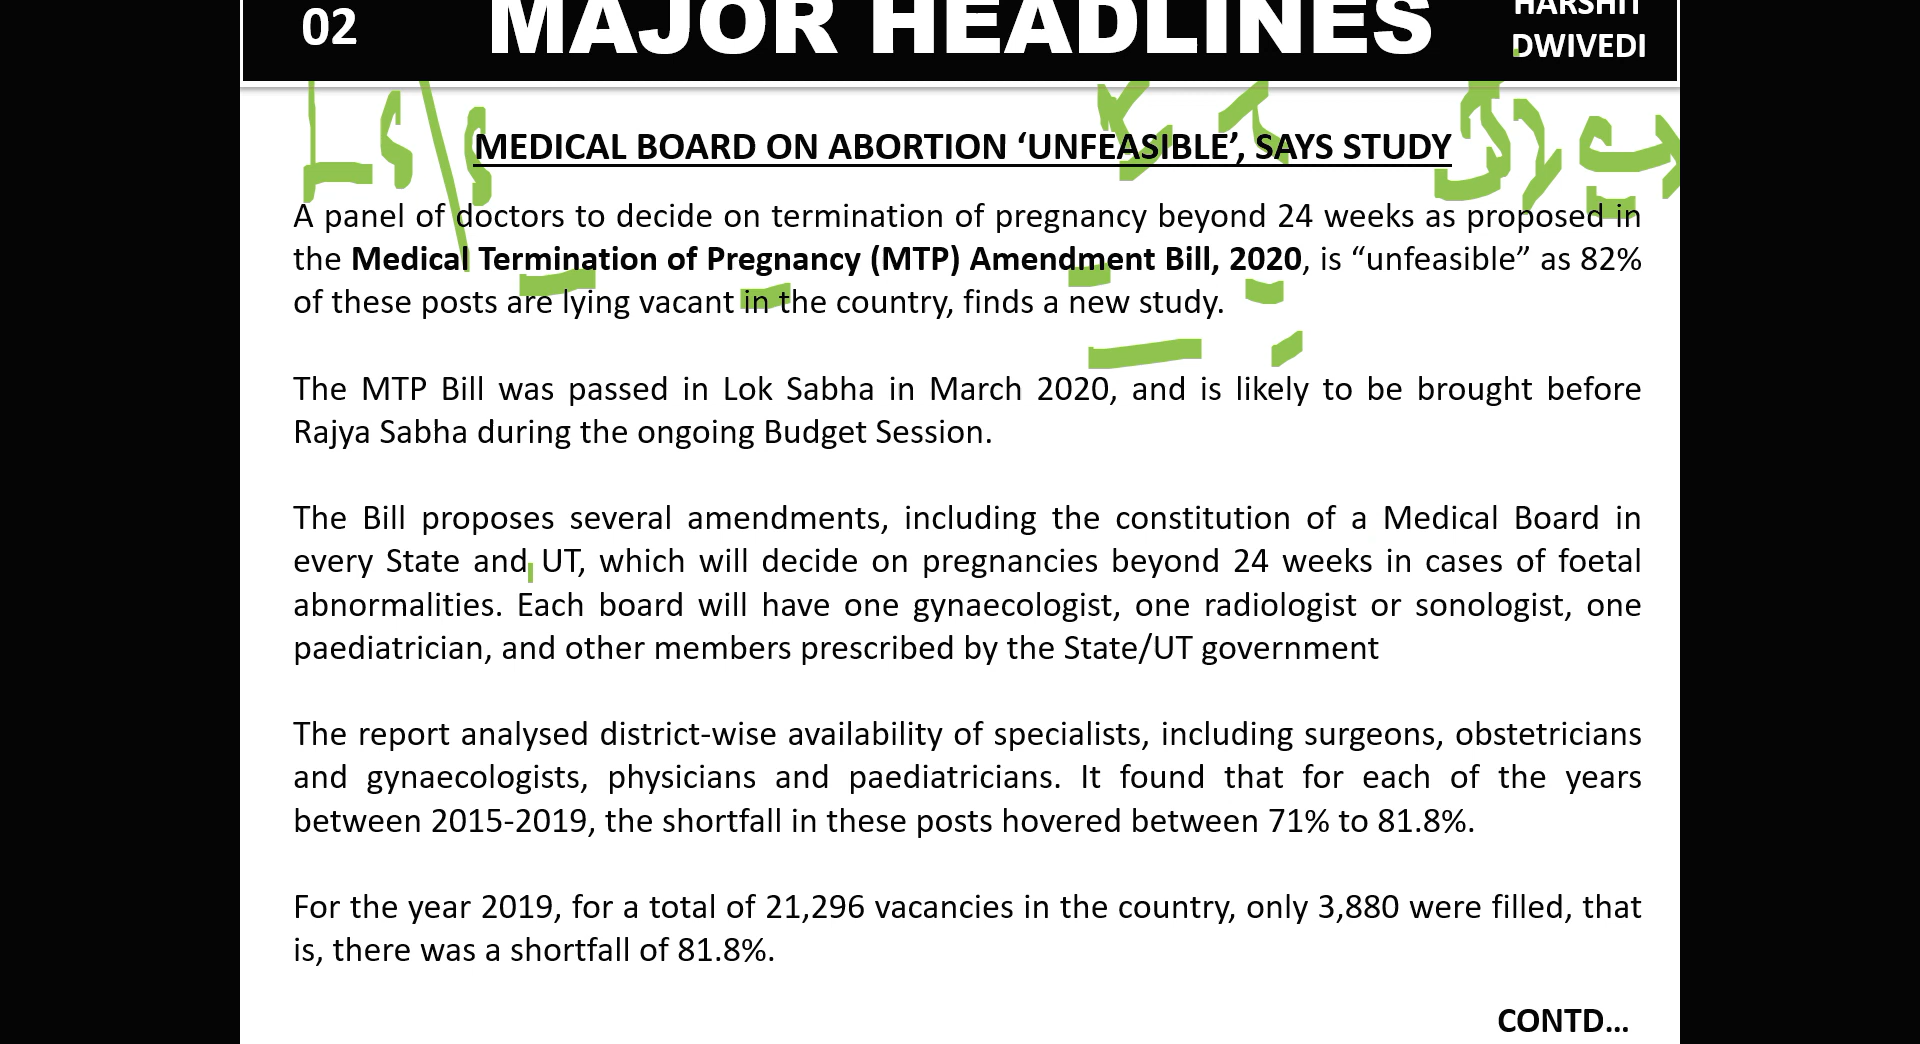 02
MAJOR HEADLINES
HARSHIT
DWIVEDI
MEDICAL BOARD ON ABORTION ‘UNFEASIBLE’, SAYS STUDY
A panel of doctors to decide on termination of pregnancy beyond 24 weeks as proposed in
the Medical Termination of Pregnancy (MTP) Amendment Bill, 2020, is “unfeasible” as 82%
of these posts are lying vacant in the country, finds a new study.
The MTP Bill was passed in Lok Sabha in March 2020, and is likely to be brought before
Rajya Sabha during the ongoing Budget Session.
The Bill proposes several amendments, including the constitution of a Medical Board in
every State and UT, which will decide on pregnancies beyond 24 weeks in cases of foetal
abnormalities. Each board will have one gynaecologist, one radiologist or sonologist, one
paediatrician, and other members prescribed by the State/UT government
The report analysed district-wise availability of specialists, including surgeons, obstetricians
and gynaecologists, physicians and paediatricians. It found that for each of the years
between 2015-2019, the shortfall in these posts hovered between 71% to 81.8%.
For the year 2019, for a total of 21,296 vacancies in the country, only 3,880 were filled, that
is, there was a shortfall of 81.8%.
CONTD...